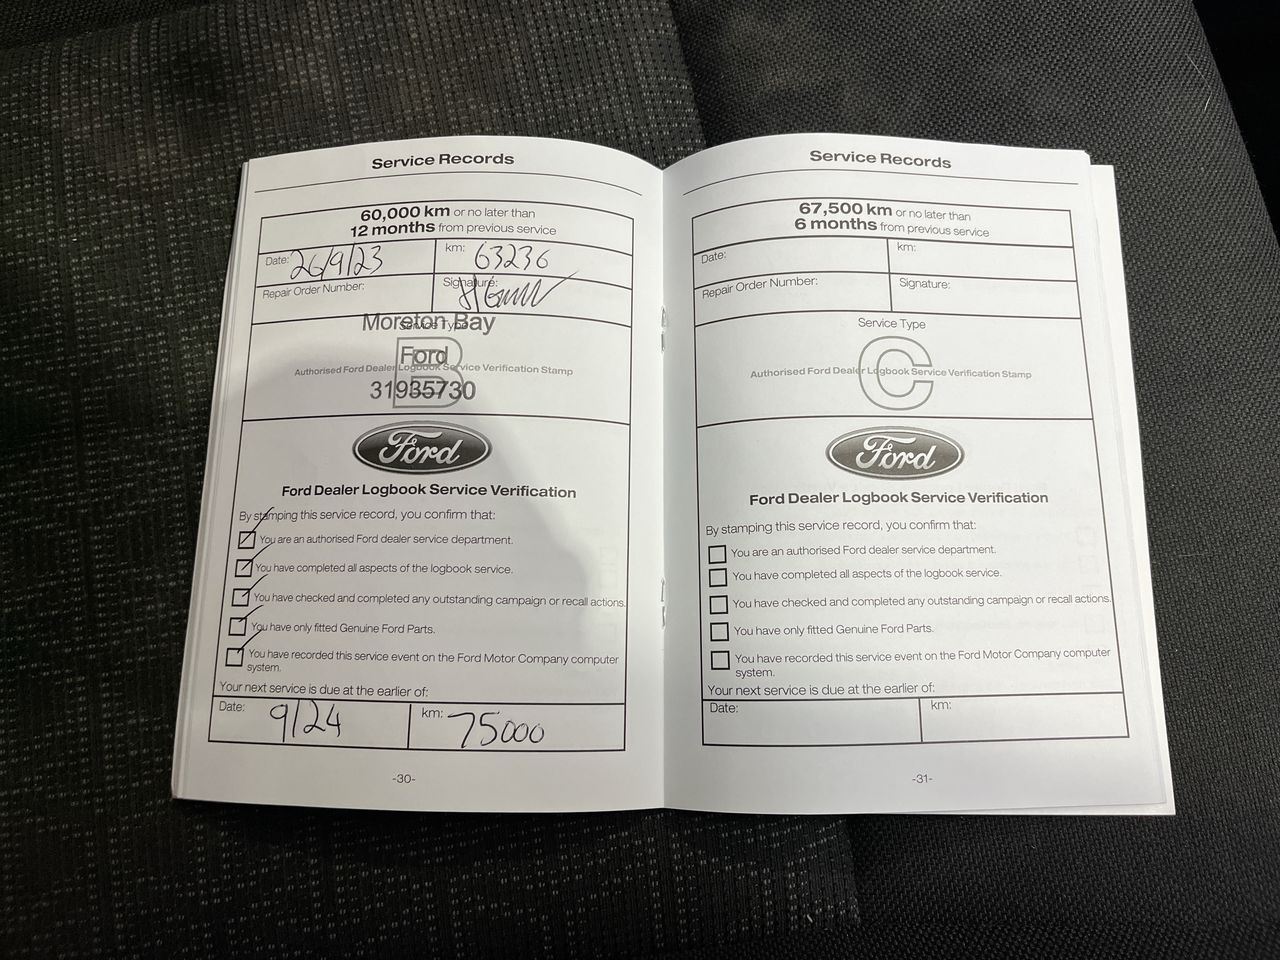 Service Records
60,000 km or no later than
12 months from previous service
Date: 26/9/23
km: 63236
Repair Order Number:
Signature:
Service Type
Moreton Bay
B
Ford
Authorised Ford Dealer Logbook Service Verification Stamp
31935730
Ford
Ford Dealer Logbook Service Verification
By stamping this service record, you confirm that:
You are an authorised Ford dealer service department.
You have completed all aspects of the logbook service.
You have checked and completed any outstanding campaign or recall actions.
You have only fitted Genuine Ford Parts.
You have recorded this service event on the Ford Motor Company computer
system.
Your next service is due at the earlier of:
Date: 9/24
km: 75000
-30-
Service Records
67,500 km or no later than
6 months from previous service
Date:
km:
Repair Order Number:
Signature:
Service Type
C
Authorised Ford Dealer Logbook Service Verification Stamp
Ford
Ford Dealer Logbook Service Verification
By stamping this service record, you confirm that:
You are an authorised Ford dealer service department.
You have completed all aspects of the logbook service.
You have checked and completed any outstanding campaign or recall actions.
You have only fitted Genuine Ford Parts.
You have recorded this service event on the Ford Motor Company computer
system.
Your next service is due at the earlier of:
Date:
km:
-31-